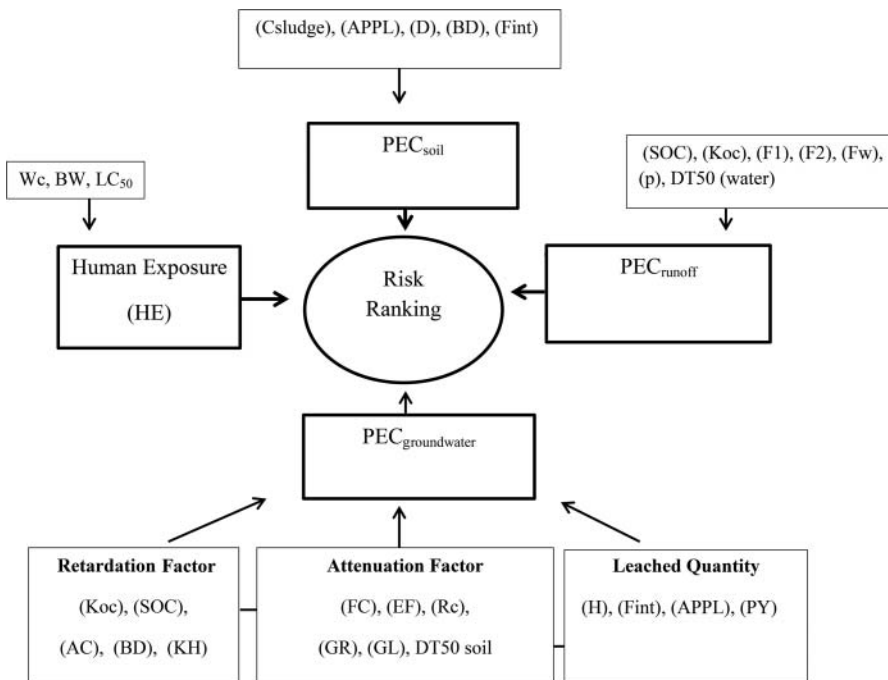 (Csludge), (APPL), (D), (BD), (Fint)
PECsoil
(SOC), (Koc), (F1), (F2), (Fw),
(p), DT50 (water)
Wc, BW, LC50
Human Exposure
(HE)
Risk
Ranking
PECrunoff
PECgroundwater
Retardation Factor
(Koc), (SOC),
(AC), (BD), (KH)
Attenuation Factor
(FC), (EF), (Rc),
(GR), (GL), DT50 soil
Leached Quantity
(H), (Fint), (APPL), (PY)